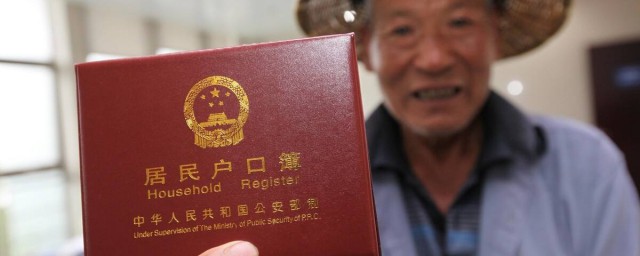 居民户口簿
Household Register
中华人民共和国公安部制
Under Supervision of The Ministry of Public Security of P.R.C.